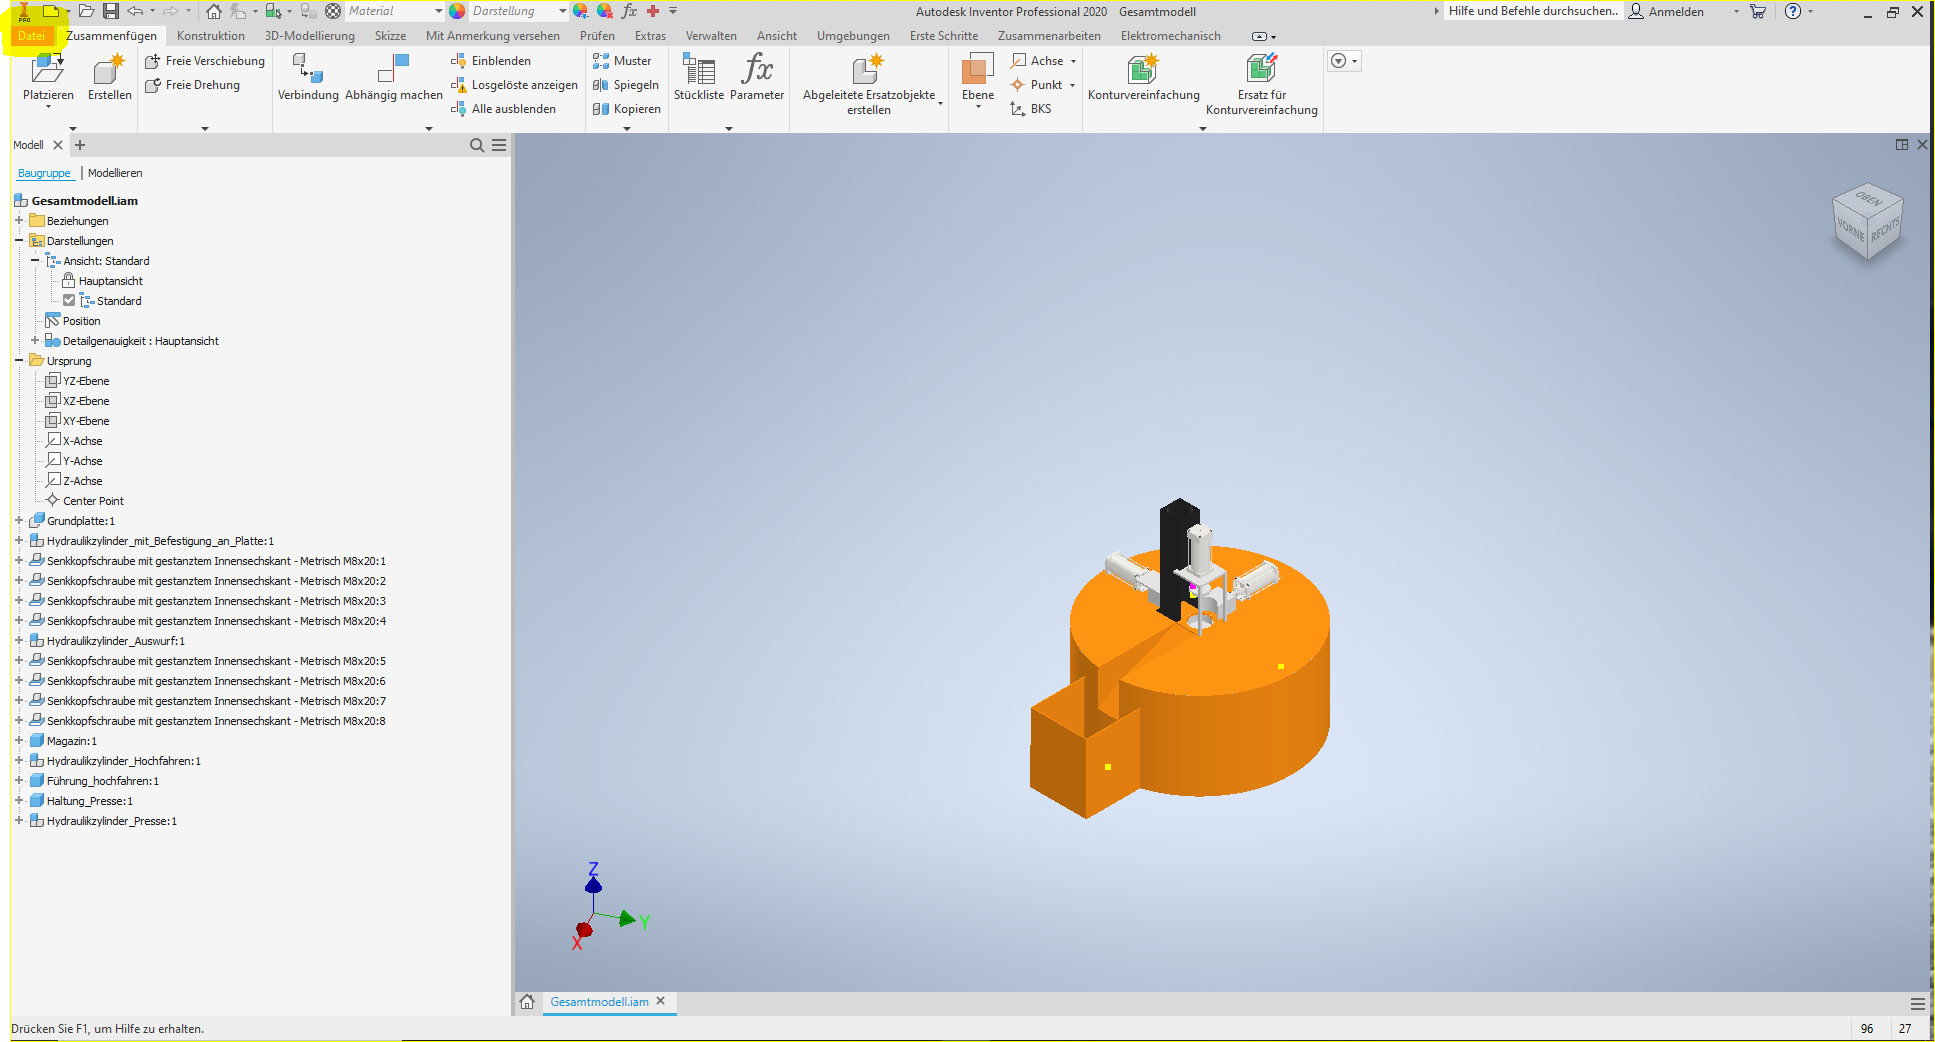 PRO
Material
Darstellung
fx
Autodesk Inventor Professional 2020 Gesamtmodell
Hilfe und Befehle durchsuchen..
Anmelden
Datei Zusammenfügen Konstruktion 3D-Modellierung Skizze Mit Anmerkung versehen Prüfen Extras Verwalten Ansicht Umgebungen Erste Schritte Zusammenarbeiten Elektromechanisch
Platzieren
Erstellen
Freie Verschiebung
Freie Drehung
Verbindung
Abhängig machen
Einblenden
Losgelöste anzeigen
Alle ausblenden
Muster
Spiegeln
Kopieren
Stückliste
fx
Parameter
Abgeleitete Ersatzobjekte
erstellen
Ebene
Achse
Punkt
BKS
Konturvereinfachung
Ersatz für
Konturvereinfachung
Modell
Baugruppe | Modellieren
Gesamtmodell.iam
Beziehungen
Darstellungen
Ansicht: Standard
Hauptansicht
Standard
Position
Detailgenauigkeit : Hauptansicht
Ursprung
YZ-Ebene
XZ-Ebene
XY-Ebene
X-Achse
Y-Achse
Z-Achse
Center Point
Grundplatte:1
Hydraulikzylinder_mit_Befestigung_an_Platte:1
Senkkopfschraube mit gestanztem Innensechskant - Metrisch M8x20:1
Senkkopfschraube mit gestanztem Innensechskant - Metrisch M8x20:2
Senkkopfschraube mit gestanztem Innensechskant - Metrisch M8x20:3
Senkkopfschraube mit gestanztem Innensechskant - Metrisch M8x20:4
Hydraulikzylinder_Auswurf:1
Senkkopfschraube mit gestanztem Innensechskant - Metrisch M8x20:5
Senkkopfschraube mit gestanztem Innensechskant - Metrisch M8x20:6
Senkkopfschraube mit gestanztem Innensechskant - Metrisch M8x20:7
Senkkopfschraube mit gestanztem Innensechskant - Metrisch M8x20:8
Magazin:1
Hydraulikzylinder_Hochfahren:1
Führung_hochfahren:1
Haltung_Presse:1
Hydraulikzylinder_Presse:1
OBEN
VORNE
RECHTS
Z
Y
X
Gesamtmodell.iam
Drücken Sie F1, um Hilfe zu erhalten.
96 27